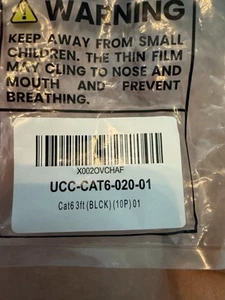 WARNING
KEEP AWAY FROM SMALL
CHILDREN. THE THIN FILM
MAY CLING TO NOSE AND
MOUTH AND PREVENT
BREATHING.
X002OVCHAF
UCC-CAT6-020-01
Cat6 3ft (BLCK) (10P) 01